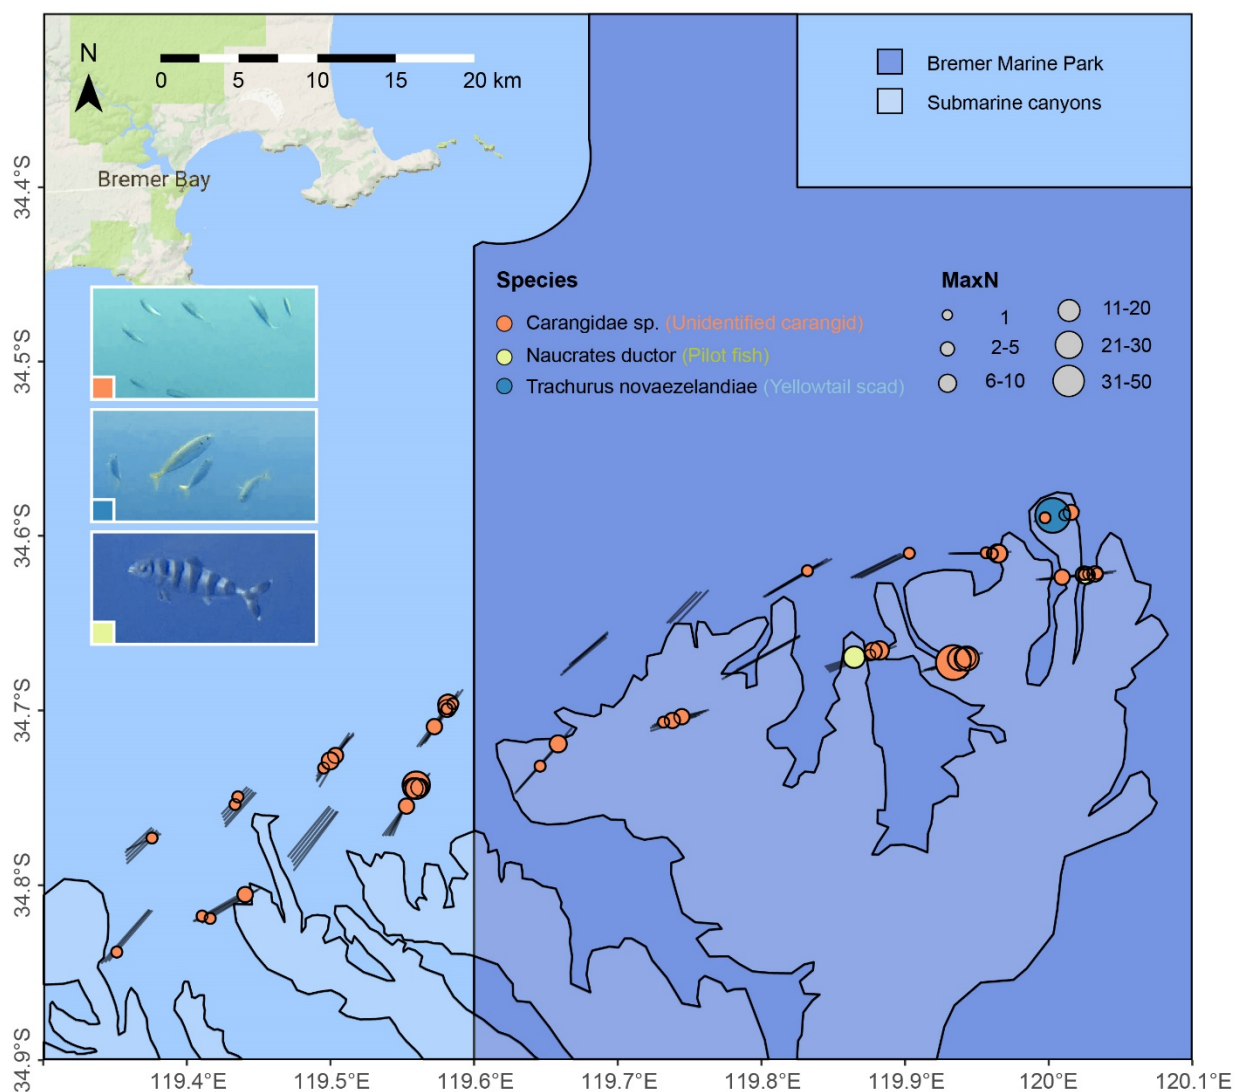 N
0 5 10 15 20 km
Bremer Marine Park
Submarine canyons
Bremer Bay
Species
Carangidae sp. (Unidentified carangid)
Naucrates ductor (Pilot fish)
Trachurus novaezelandiae (Yellowtail scad)
MaxN
1
2-5
6-10
11-20
21-30
31-50
34.4°S
34.5°S
34.6°S
34.7°S
34.8°S
34.9°S
119.4°E 119.5°E 119.6°E 119.7°E 119.8°E 119.9°E 120.0°E 120.1°E